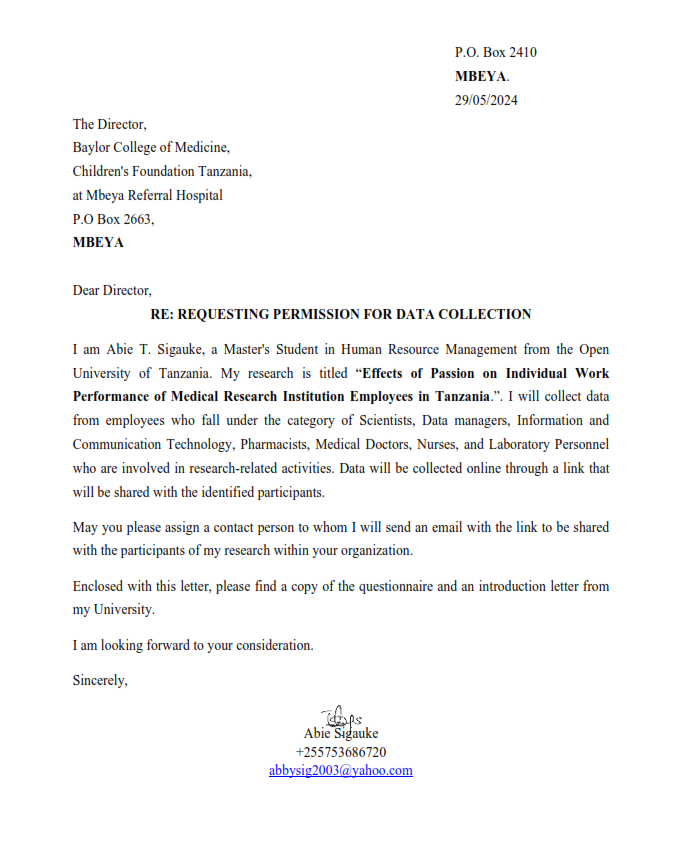 P.O. Box 2410
MBEYA.
29/05/2024
The Director,
Baylor College of Medicine,
Children's Foundation Tanzania,
at Mbeya Referral Hospital
P.O Box 2663,
MBEYA
Dear Director,
RE: REQUESTING PERMISSION FOR DATA COLLECTION
I am Abie T. Sigauke, a Master's Student in Human Resource Management from the Open
University of Tanzania. My research is titled “Effects of Passion on Individual Work
Performance of Medical Research Institution Employees in Tanzania.”. I will collect data
from employees who fall under the category of Scientists, Data managers, Information and
Communication Technology, Pharmacists, Medical Doctors, Nurses, and Laboratory Personnel
who are involved in research-related activities. Data will be collected online through a link that
will be shared with the identified participants.
May you please assign a contact person to whom I will send an email with the link to be shared
with the participants of my research within your organization.
Enclosed with this letter, please find a copy of the questionnaire and an introduction letter from
my University.
I am looking forward to your consideration.
Sincerely,
Abie Sigauke
+255753686720
abbysig2003@yahoo.com